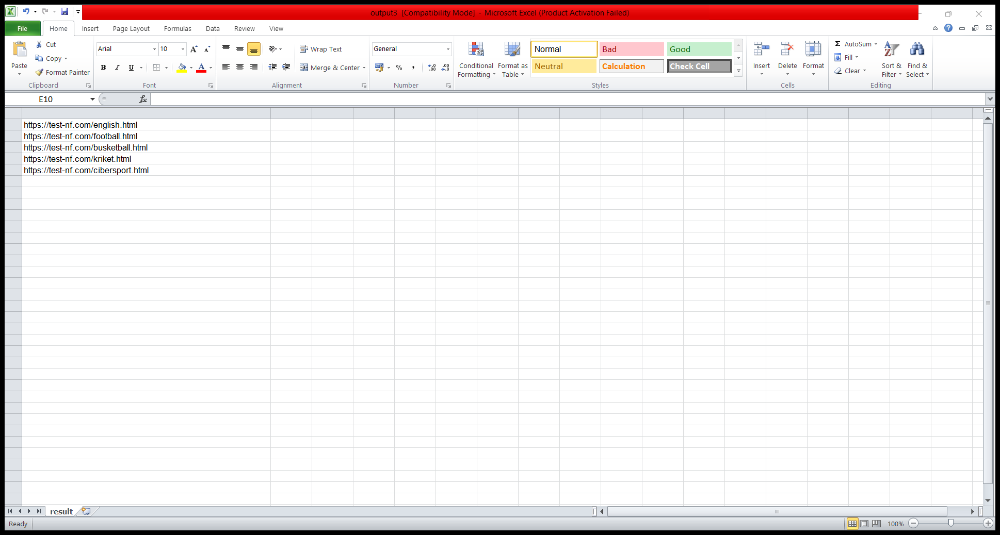 output3  [Compatibility Mode]  -  Microsoft Excel (Product Activation Failed)
File Home Insert Page Layout Formulas Data Review View
Paste
Cut
Copy
Format Painter
Clipboard
Arial 10
B I U
Font
Wrap Text
Merge & Center
Alignment
General
% ,
Number
Conditional Formatting
Format as Table
Normal Bad Good
Neutral Calculation Check Cell
Styles
Insert Delete Format
Cells
Σ AutoSum
Fill
Clear
Sort & Filter
Find & Select
Editing
E10 fx
https://test-nf.com/english.html
https://test-nf.com/football.html
https://test-nf.com/busketball.html
https://test-nf.com/kriket.html
https://test-nf.com/cibersport.html
result
Ready 100%